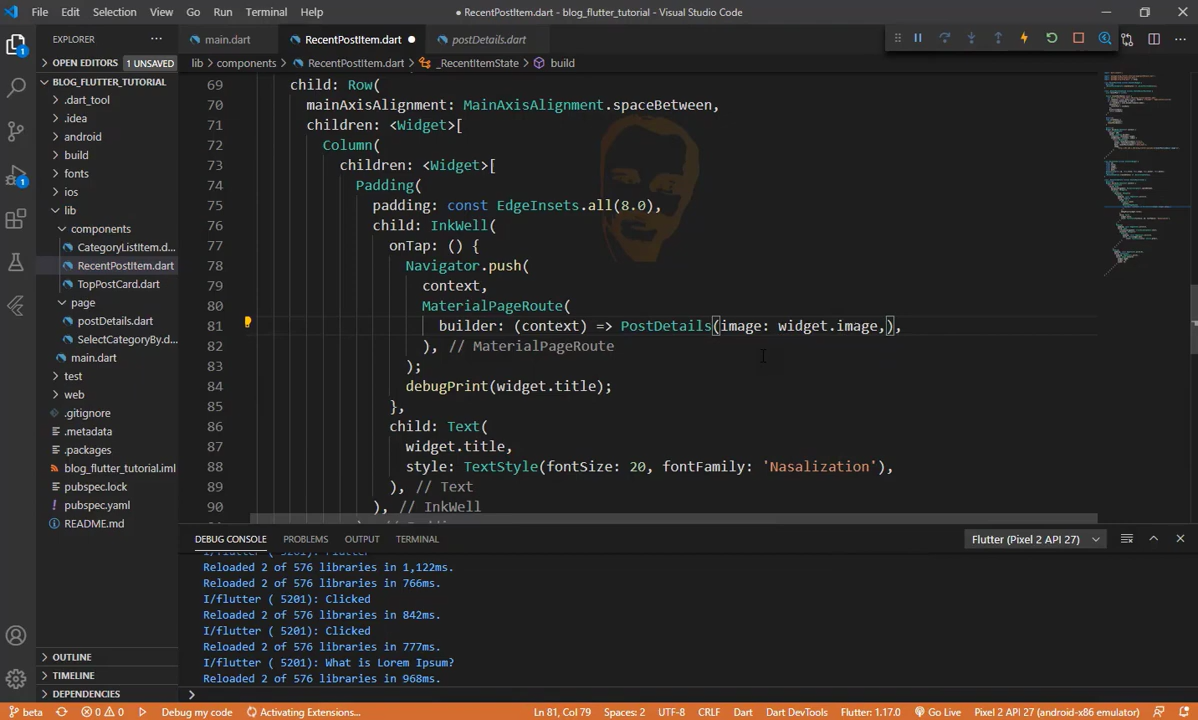 File Edit Selection View Go Run Terminal Help
● RecentPostItem.dart - blog_flutter_tutorial - Visual Studio Code
EXPLORER
main.dart RecentPostItem.dart ● postDetails.dart
OPEN EDITORS 1 UNSAVED
lib > components > RecentPostItem.dart > _RecentItemState > build
BLOG_FLUTTER_TUTORIAL
.dart_tool
.idea
android
build
fonts
ios
lib
components
CategoryListItem.d...
RecentPostItem.dart
TopPostCard.dart
page
postDetails.dart
SelectCategoryBy.d...
main.dart
test
web
.gitignore
.metadata
.packages
blog_flutter_tutorial.iml
pubspec.lock
pubspec.yaml
README.md
OUTLINE
TIMELINE
DEPENDENCIES
69 child: Row(
70 mainAxisAlignment: MainAxisAlignment.spaceBetween,
71 children: <Widget>[
72 Column(
73 children: <Widget>[
74 Padding(
75 padding: const EdgeInsets.all(8.0),
76 child: InkWell(
77 onTap: () {
78 Navigator.push(
79 context,
80 MaterialPageRoute(
81 builder: (context) => PostDetails(image: widget.image,),
82 ), // MaterialPageRoute
83 );
84 debugPrint(widget.title);
85 },
86 child: Text(
87 widget.title,
88 style: TextStyle(fontSize: 20, fontFamily: 'Nasalization'),
89 ), // Text
90 ), // InkWell
DEBUG CONSOLE PROBLEMS OUTPUT TERMINAL Flutter (Pixel 2 API 27)
I/flutter ( 5201): Flutter
Reloaded 2 of 576 libraries in 1,122ms.
Reloaded 2 of 576 libraries in 766ms.
I/flutter ( 5201): Clicked
Reloaded 2 of 576 libraries in 842ms.
I/flutter ( 5201): Clicked
Reloaded 2 of 576 libraries in 777ms.
I/flutter ( 5201): What is Lorem Ipsum?
Reloaded 2 of 576 libraries in 968ms.
beta 0 0 Debug my code Activating Extensions... Ln 81, Col 79 Spaces: 2 UTF-8 CRLF Dart Dart DevTools Flutter: 1.17.0 Go Live Pixel 2 API 27 (android-x86 emulator)